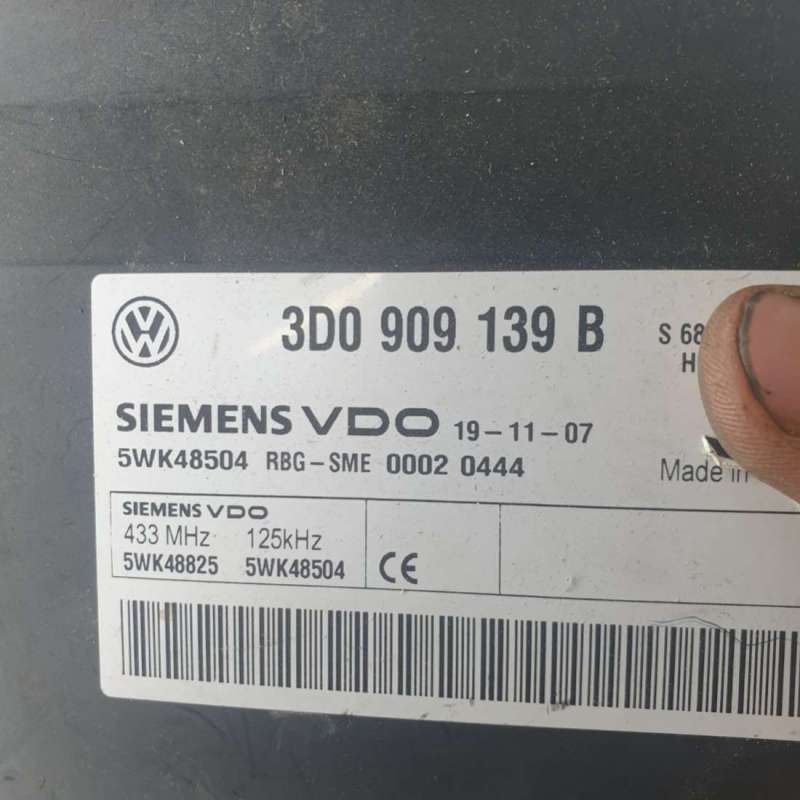 3D0 909 139 B
S 68
H
SIEMENS VDO 19-11-07
5WK48504 RBG-SME 0002 0444
Made in
SIEMENS VDO
433 MHz 125kHz
5WK48825 5WK48504
CE